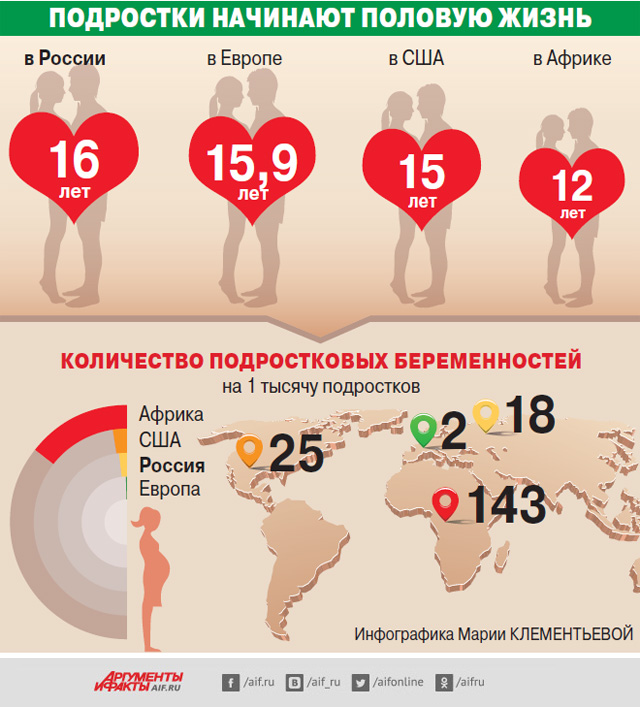 ПОДРОСТКИ НАЧИНАЮТ ПОЛОВУЮ ЖИЗНЬ
в России
в Европе
в США
в Африке
16
лет
15,9
лет
15
лет
12
лет
КОЛИЧЕСТВО ПОДРОСТКОВЫХ БЕРЕМЕННОСТЕЙ
на 1 тысячу подростков
Африка
США
Россия
Европа
25
2
18
143
Инфографика Марии КЛЕМЕНТЬЕВОЙ
АРГУМЕНТЫ
И ФАКТЫ AIF.RU
/aif.ru
/aif_ru
/aifonline
/aifru